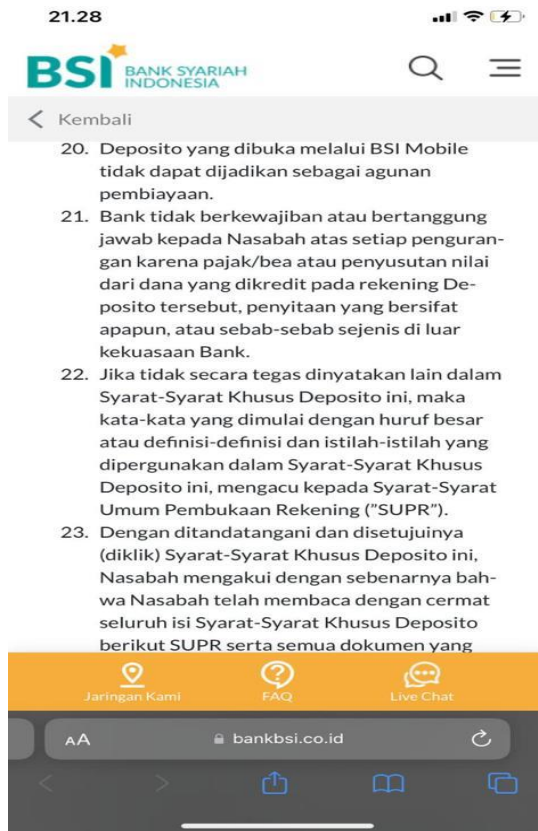 21.28
BSI BANK SYARIAH
INDONESIA
Kembali
20. Deposito yang dibuka melalui BSI Mobile
tidak dapat dijadikan sebagai agunan
pembiayaan.
21. Bank tidak berkewajiban atau bertanggung
jawab kepada Nasabah atas setiap penguran-
gan karena pajak/bea atau penyusutan nilai
dari dana yang dikredit pada rekening De-
posito tersebut, penyitaan yang bersifat
apapun, atau sebab-sebab sejenis di luar
kekuasaan Bank.
22. Jika tidak secara tegas dinyatakan lain dalam
Syarat-Syarat Khusus Deposito ini, maka
kata-kata yang dimulai dengan huruf besar
atau definisi-definisi dan istilah-istilah yang
dipergunakan dalam Syarat-Syarat Khusus
Deposito ini, mengacu kepada Syarat-Syarat
Umum Pembukaan Rekening ("SUPR").
23. Dengan ditandatangani dan disetujuinya
(diklik) Syarat-Syarat Khusus Deposito ini,
Nasabah mengakui dengan sebenarnya bah-
wa Nasabah telah membaca dengan cermat
seluruh isi Syarat-Syarat Khusus Deposito
berikut SUPR serta semua dokumen yang
Jaringan Kami FAQ Live Chat
AA bankbsi.co.id